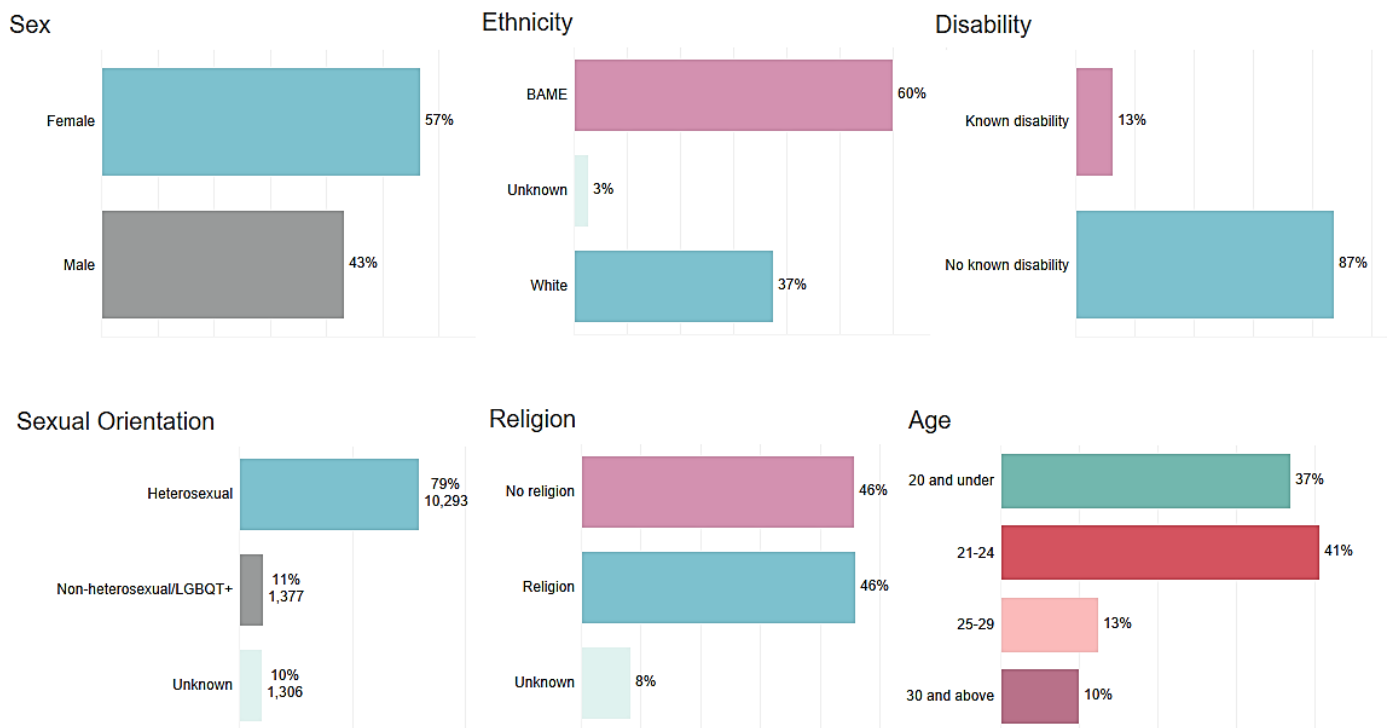 Sex
Female
57%
Male
43%
Ethnicity
BAME
60%
Unknown
3%
White
37%
Disability
Known disability
13%
No known disability
87%
Sexual Orientation
Heterosexual
79%
10,293
Non-heterosexual/LGBQT+
11%
1,377
Unknown
10%
1,306
Religion
No religion
46%
Religion
46%
Unknown
8%
Age
20 and under
37%
21-24
41%
25-29
13%
30 and above
10%